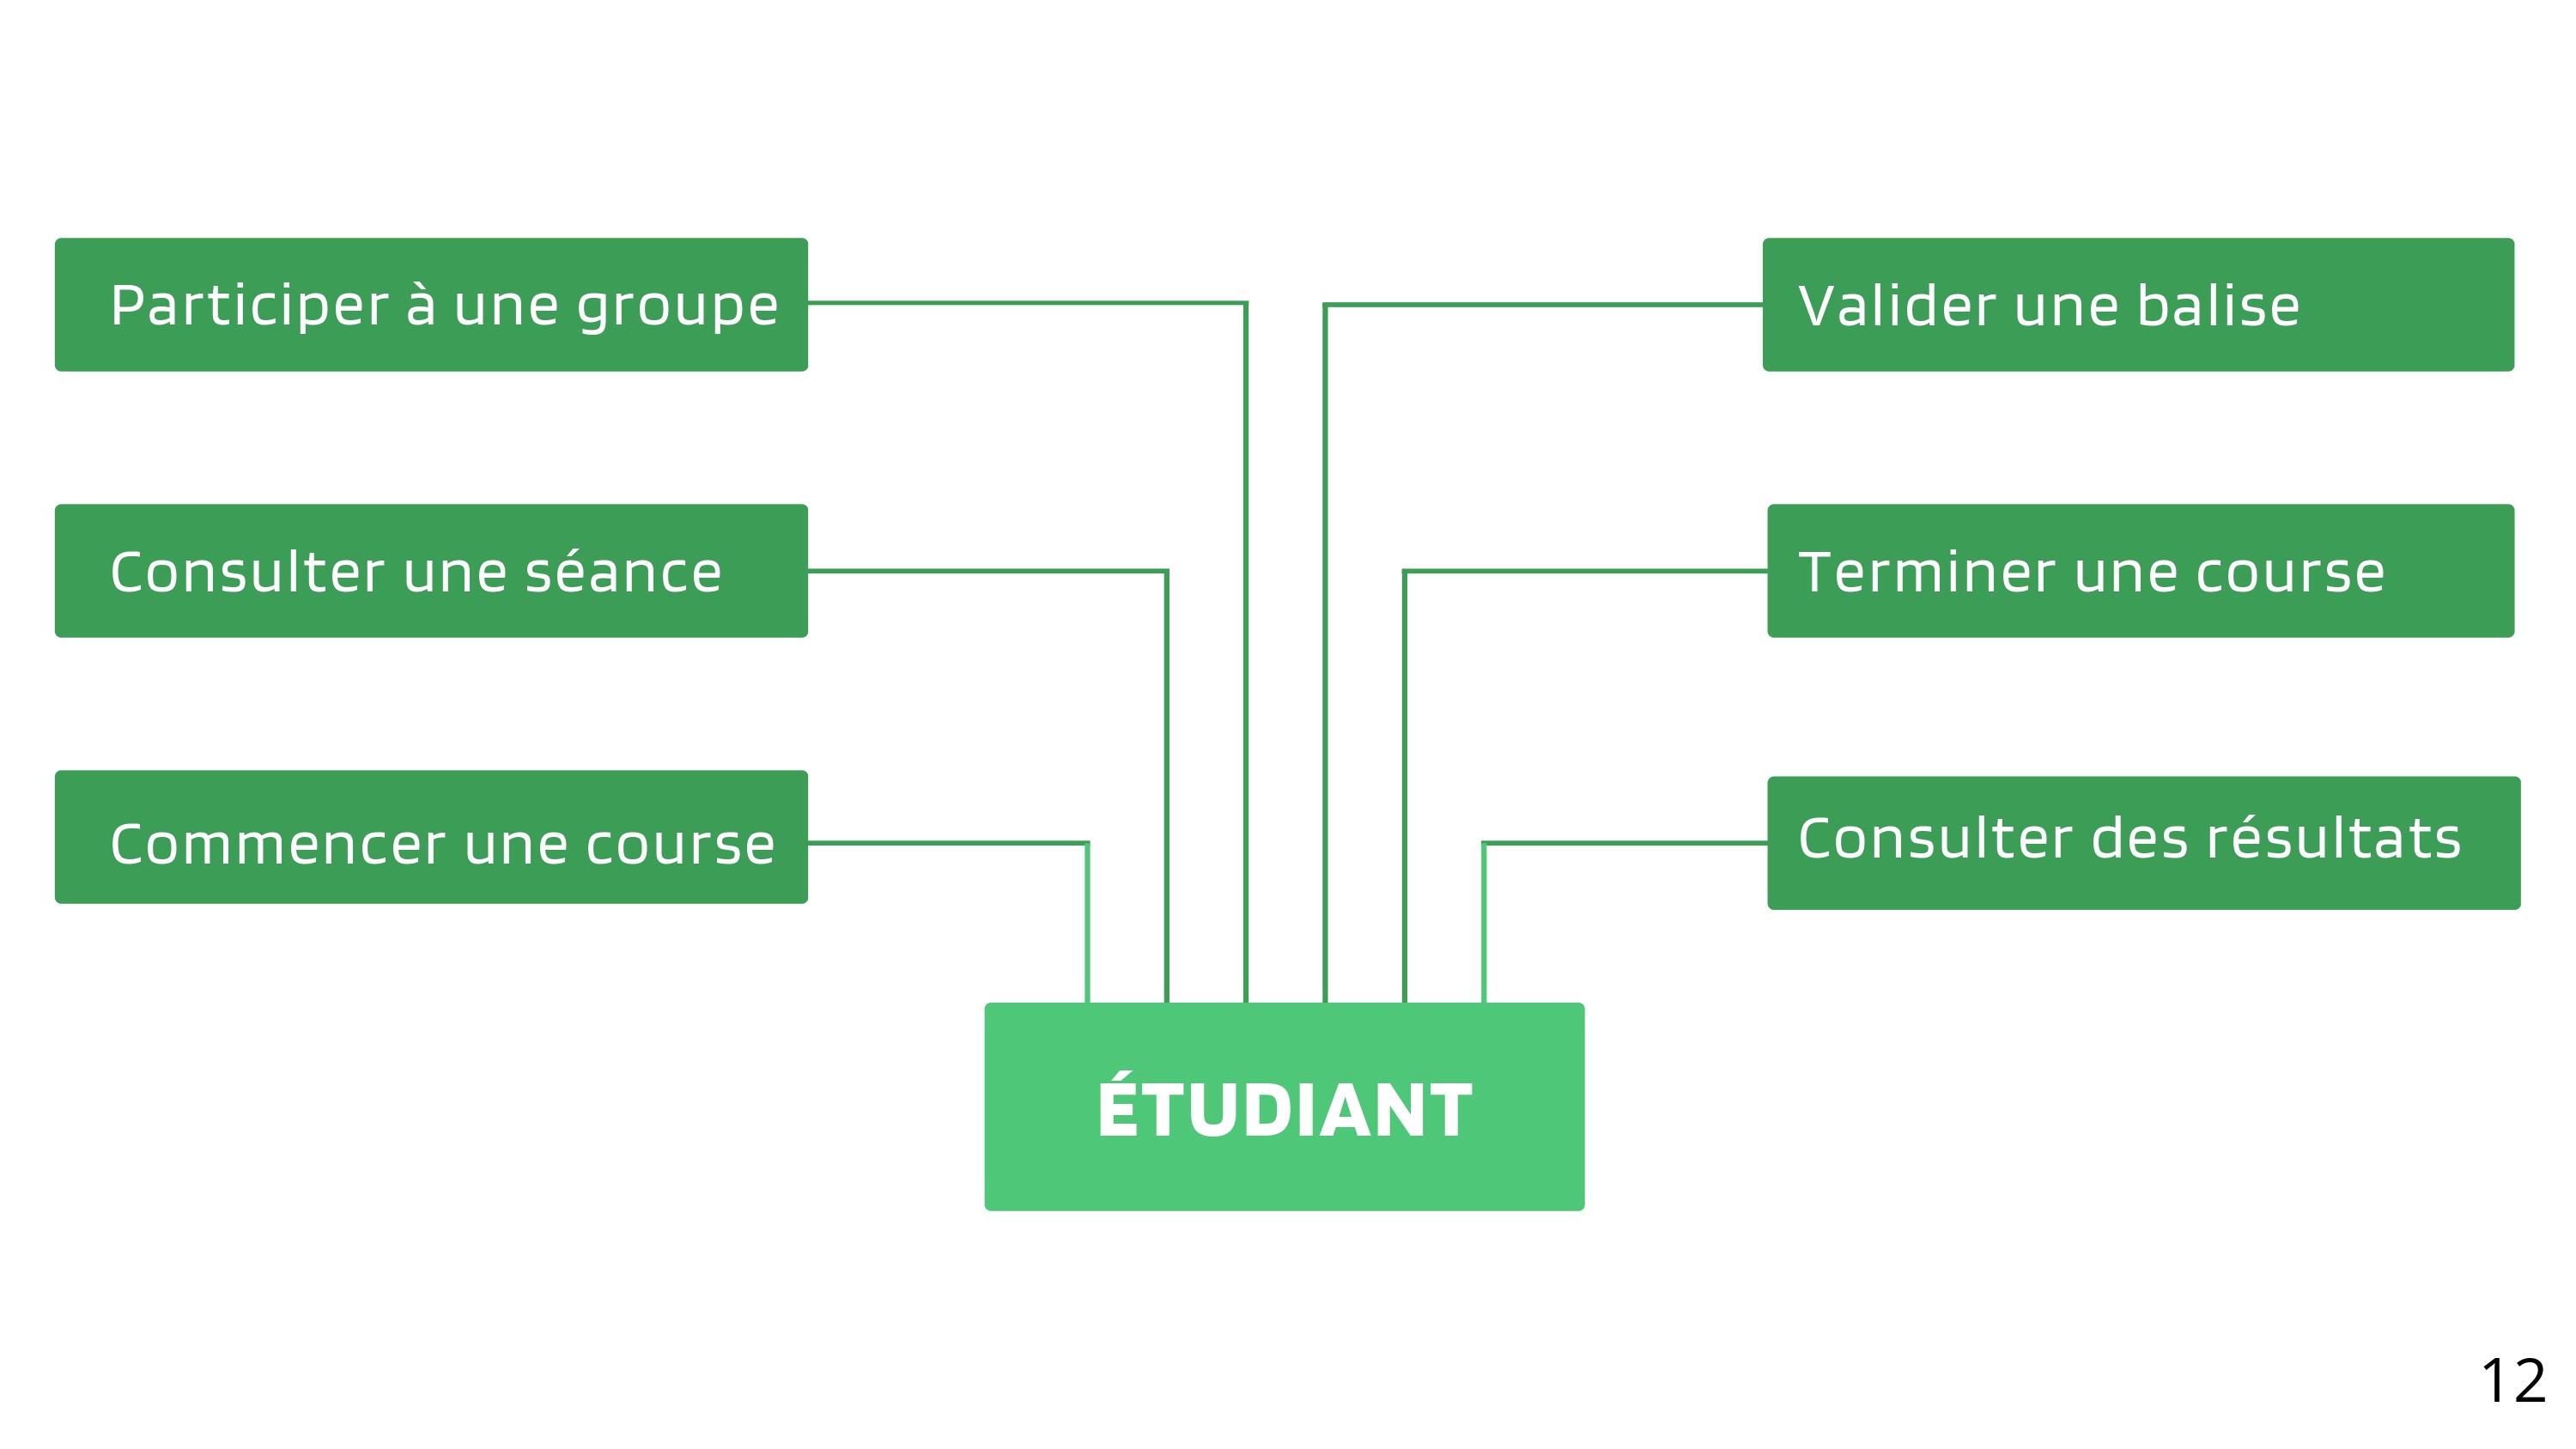 Participer à une groupe
Consulter une séance
Commencer une course
Valider une balise
Terminer une course
Consulter des résultats
ÉTUDIANT
12